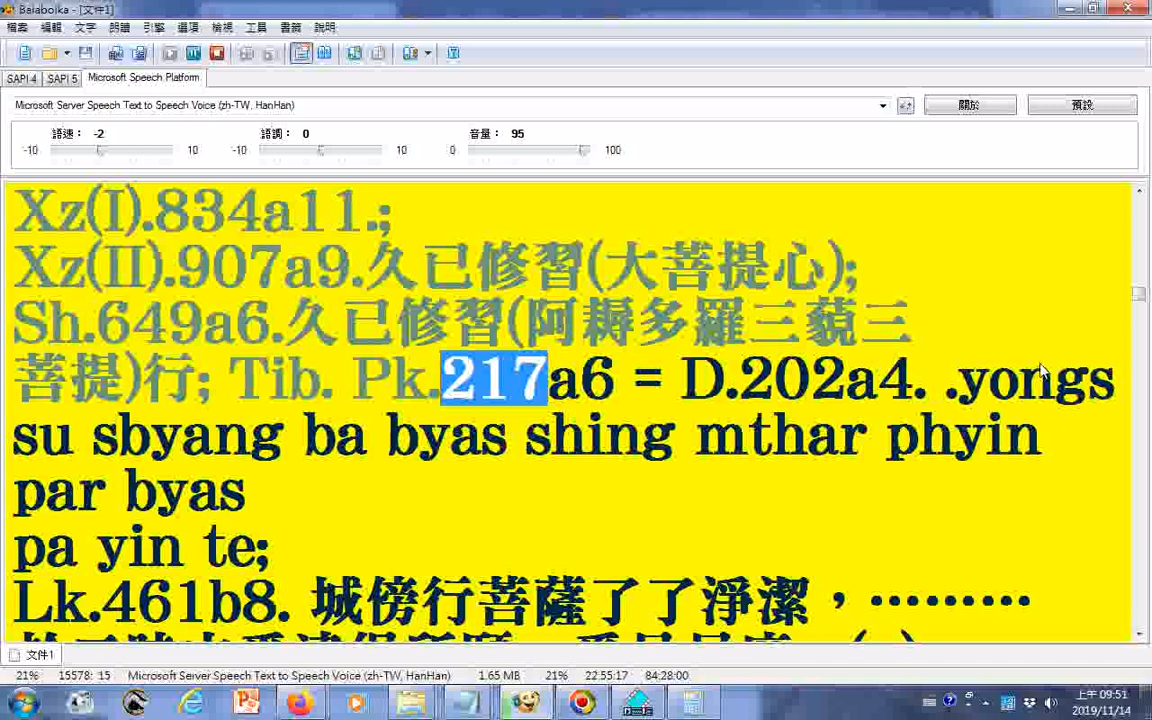 Balabolka - [文件1]
檔案 編輯 文字 朗讀 引擎 選項 檢視 工具 書籤 說明
SAPI 4 SAPI 5 Microsoft Speech Platform
Microsoft Server Speech Text to Speech Voice (zh-TW, HanHan) 關於 預設
語速： -2 語調： 0 音量： 95
-10 10 -10 10 0 100
Xz(I).834a11.;
Xz(II).907a9.久已修習(大菩提心);
Sh.649a6.久已修習(阿耨多羅三藐三
菩提)行; Tib. Pk.217a6 = D.202a4. .yongs
su sbyang ba byas shing mthar phyin
par byas
pa yin te;
Lk.461b8. 城傍行菩薩了了淨潔，………
文件1
21% 15578: 15 Microsoft Server Speech Text to Speech Voice (zh-TW, HanHan) 1.65 MB 21% 22:55:17 84:28:00
上午 09:51
2019/11/14